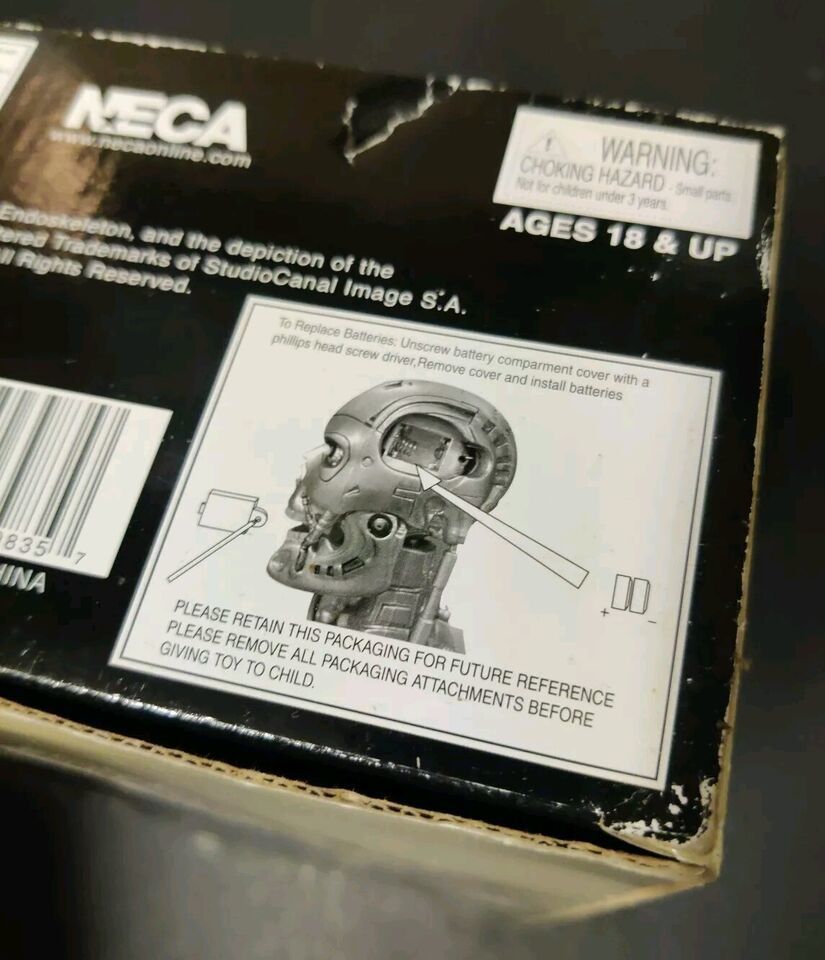 NECA
www.necaonline.com
WARNING:
CHOKING HAZARD - Small parts.
Not for children under 3 years.
AGES 18 & UP
Endoskeleton, and the depiction of the
Trademarks of StudioCanal Image S.A.
Rights Reserved.
To Replace Batteries: Unscrew battery comparment cover with a
phillips head screw driver,Remove cover and install batteries
+ −
835 7
PLEASE RETAIN THIS PACKAGING FOR FUTURE REFERENCE
PLEASE REMOVE ALL PACKAGING ATTACHMENTS BEFORE
GIVING TOY TO CHILD.